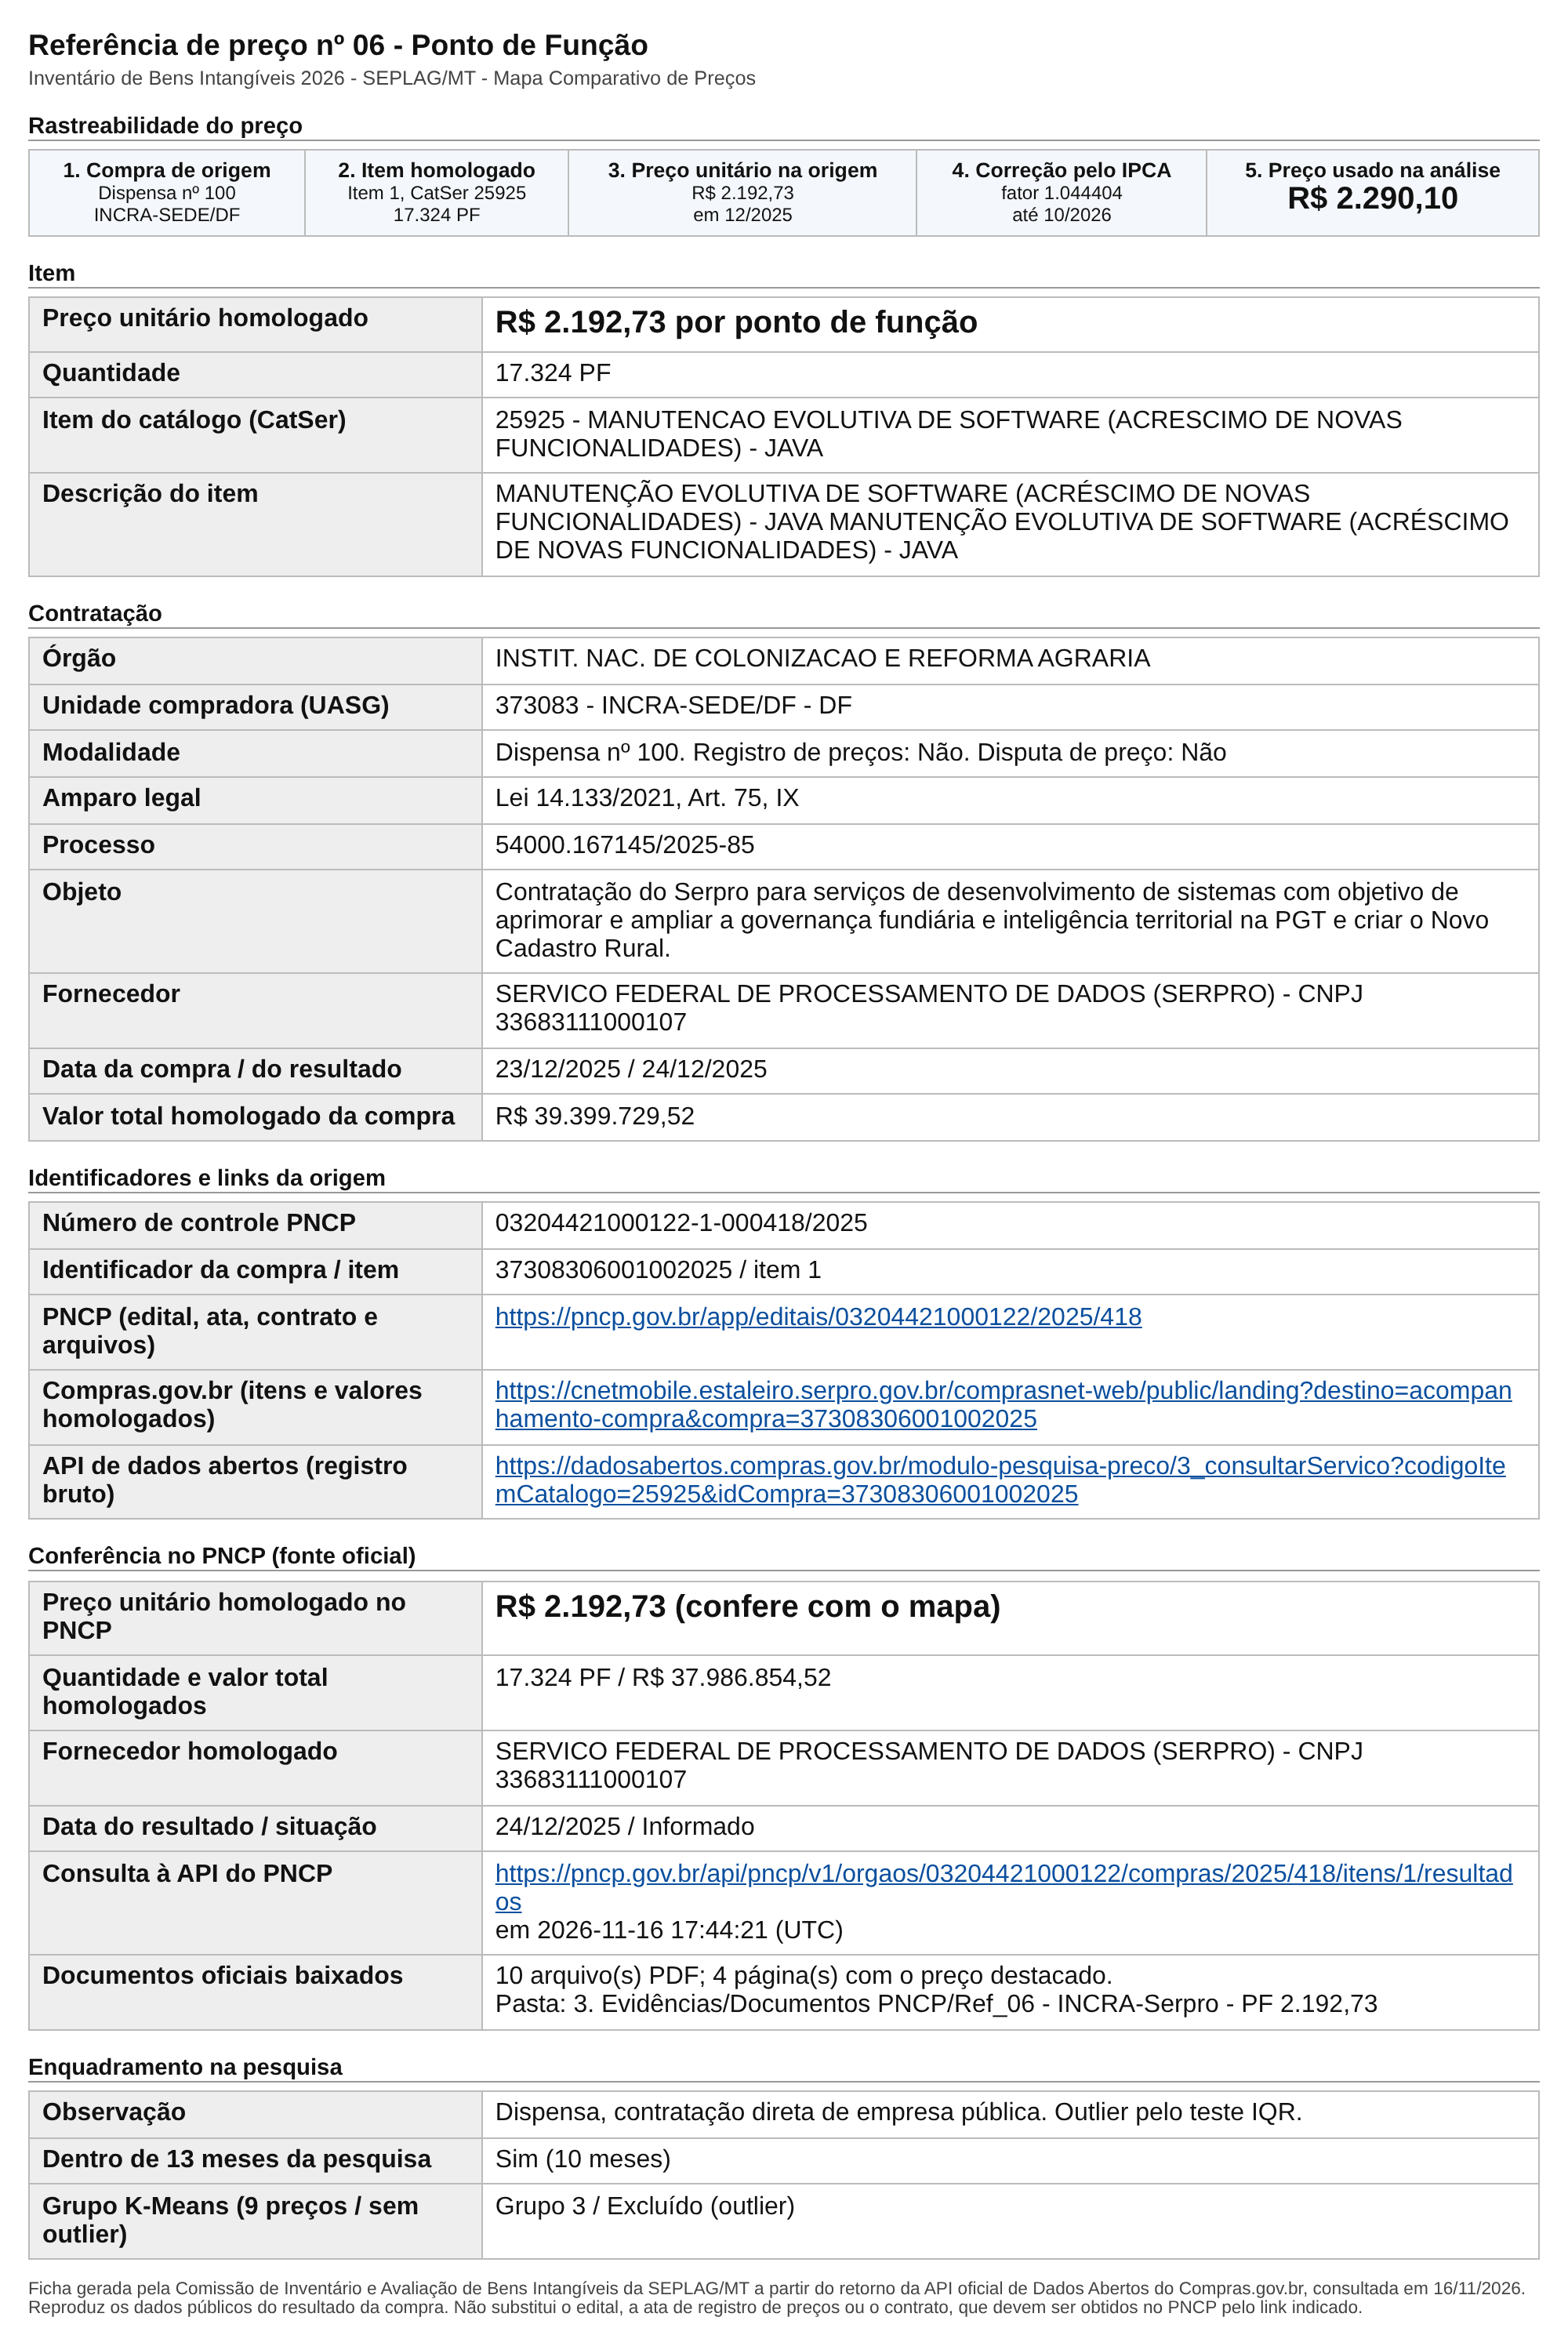 Referência de preço nº 06 - Ponto de Função
Inventário de Bens Intangíveis 2026 - SEPLAG/MT - Mapa Comparativo de Preços
Rastreabilidade do preço
1. Compra de origem
Dispensa nº 100
INCRA-SEDE/DF
2. Item homologado
Item 1, CatSer 25925
17.324 PF
3. Preço unitário na origem
R$ 2.192,73
em 12/2025
4. Correção pelo IPCA
fator 1.044404
até 10/2026
5. Preço usado na análise
R$ 2.290,10
Item
Preço unitário homologado
R$ 2.192,73 por ponto de função
Quantidade
17.324 PF
Item do catálogo (CatSer)
25925 - MANUTENCAO EVOLUTIVA DE SOFTWARE (ACRESCIMO DE NOVAS
FUNCIONALIDADES) - JAVA
Descrição do item
MANUTENÇÃO EVOLUTIVA DE SOFTWARE (ACRÉSCIMO DE NOVAS
FUNCIONALIDADES) - JAVA MANUTENÇÃO EVOLUTIVA DE SOFTWARE (ACRÉSCIMO
DE NOVAS FUNCIONALIDADES) - JAVA
Contratação
Órgão
INSTIT. NAC. DE COLONIZACAO E REFORMA AGRARIA
Unidade compradora (UASG)
373083 - INCRA-SEDE/DF - DF
Modalidade
Dispensa nº 100. Registro de preços: Não. Disputa de preço: Não
Amparo legal
Lei 14.133/2021, Art. 75, IX
Processo
54000.167145/2025-85
Objeto
Contratação do Serpro para serviços de desenvolvimento de sistemas com objetivo de
aprimorar e ampliar a governança fundiária e inteligência territorial na PGT e criar o Novo
Cadastro Rural.
Fornecedor
SERVICO FEDERAL DE PROCESSAMENTO DE DADOS (SERPRO) - CNPJ
33683111000107
Data da compra / do resultado
23/12/2025 / 24/12/2025
Valor total homologado da compra
R$ 39.399.729,52
Identificadores e links da origem
Número de controle PNCP
03204421000122-1-000418/2025
Identificador da compra / item
37308306001002025 / item 1
PNCP (edital, ata, contrato e
arquivos)
https://pncp.gov.br/app/editais/03204421000122/2025/418
Compras.gov.br (itens e valores
homologados)
https://cnetmobile.estaleiro.serpro.gov.br/comprasnet-web/public/landing?destino=acompan
hamento-compra&compra=37308306001002025
API de dados abertos (registro
bruto)
https://dadosabertos.compras.gov.br/modulo-pesquisa-preco/3_consultarServico?codigoIte
mCatalogo=25925&idCompra=37308306001002025
Conferência no PNCP (fonte oficial)
Preço unitário homologado no
PNCP
R$ 2.192,73 (confere com o mapa)
Quantidade e valor total
homologados
17.324 PF / R$ 37.986.854,52
Fornecedor homologado
SERVICO FEDERAL DE PROCESSAMENTO DE DADOS (SERPRO) - CNPJ
33683111000107
Data do resultado / situação
24/12/2025 / Informado
Consulta à API do PNCP
https://pncp.gov.br/api/pncp/v1/orgaos/03204421000122/compras/2025/418/itens/1/resultad
os
em 2026-11-16 17:44:21 (UTC)
Documentos oficiais baixados
10 arquivo(s) PDF; 4 página(s) com o preço destacado.
Pasta: 3. Evidências/Documentos PNCP/Ref_06 - INCRA-Serpro - PF 2.192,73
Enquadramento na pesquisa
Observação
Dispensa, contratação direta de empresa pública. Outlier pelo teste IQR.
Dentro de 13 meses da pesquisa
Sim (10 meses)
Grupo K-Means (9 preços / sem
outlier)
Grupo 3 / Excluído (outlier)
Ficha gerada pela Comissão de Inventário e Avaliação de Bens Intangíveis da SEPLAG/MT a partir do retorno da API oficial de Dados Abertos do Compras.gov.br, consultada em 16/11/2026.
Reproduz os dados públicos do resultado da compra. Não substitui o edital, a ata de registro de preços ou o contrato, que devem ser obtidos no PNCP pelo link indicado.